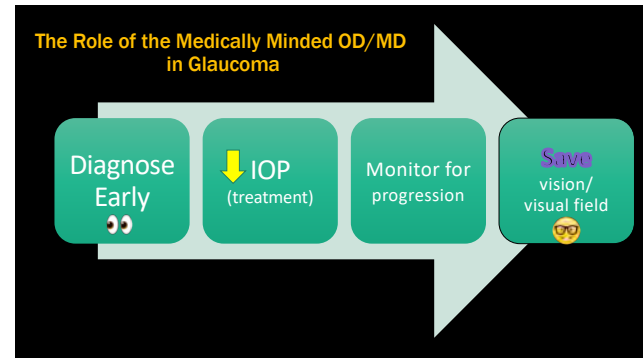 The Role of the Medically Minded OD/MD
in Glaucoma
Diagnose
Early
IOP
(treatment)
Monitor for
progression
Save
vision/
visual field